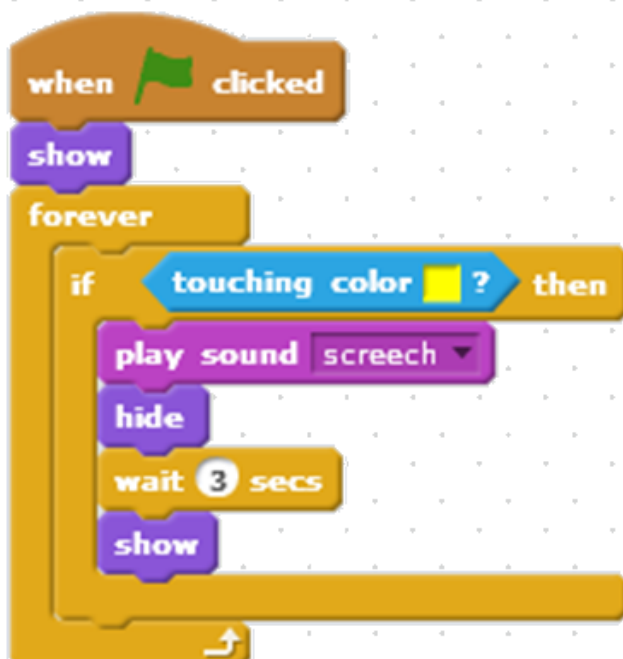 when clicked
show
forever
if touching color ? then
play sound screech
hide
wait 3 secs
show